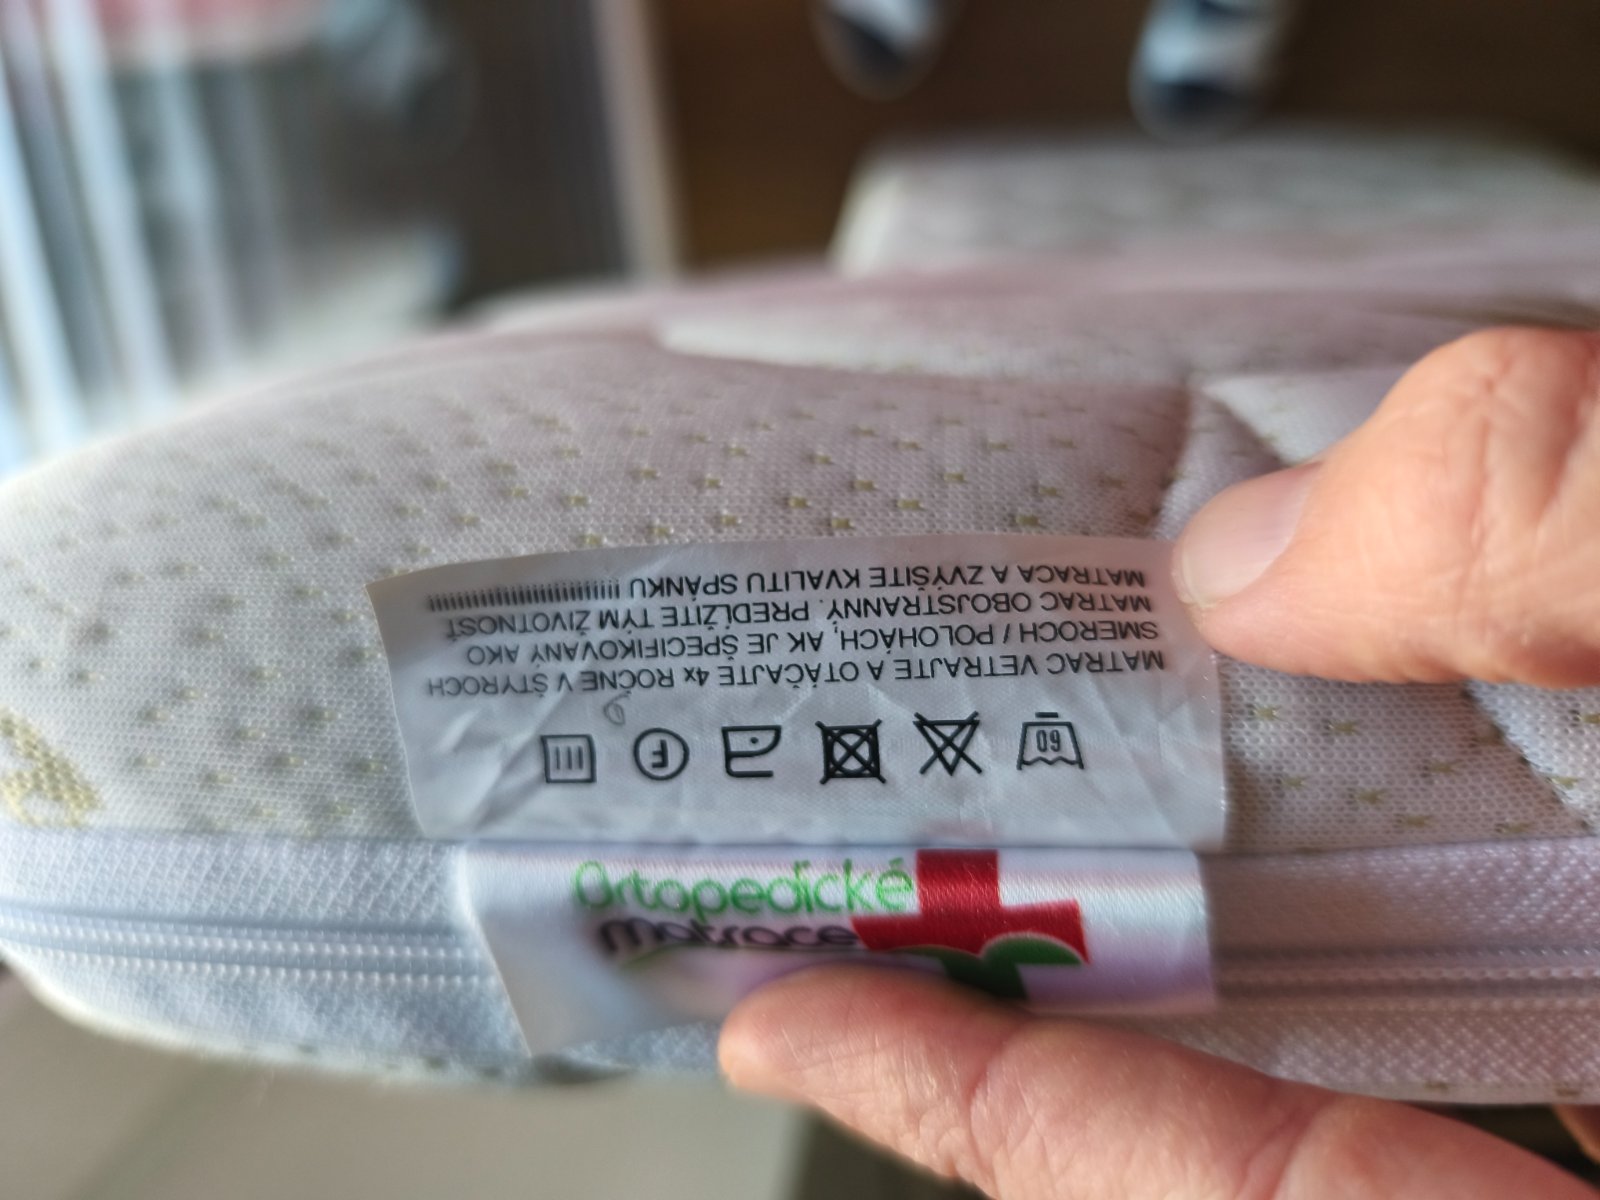 60 F
MATRAC VETRAJTE A OTÁČAJTE 4x ROČNE V ŠTYROCH
SMEROCH / POLOHÁCH, AK JE ŠPECIFIKOVANÝ AKO
MATRAC OBOJSTRANNÝ. PREDĹŽITE TÝM ŽIVOTNOSŤ
MATRACA A ZVÝŠITE KVALITU SPÁNKU !!!!!!!!!!!!!!!!!!!!!!!!!!!!
Ortopedické
Matrace